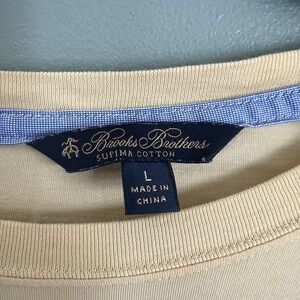 Brooks Brothers
SUPIMA COTTON
L
MADE IN
CHINA